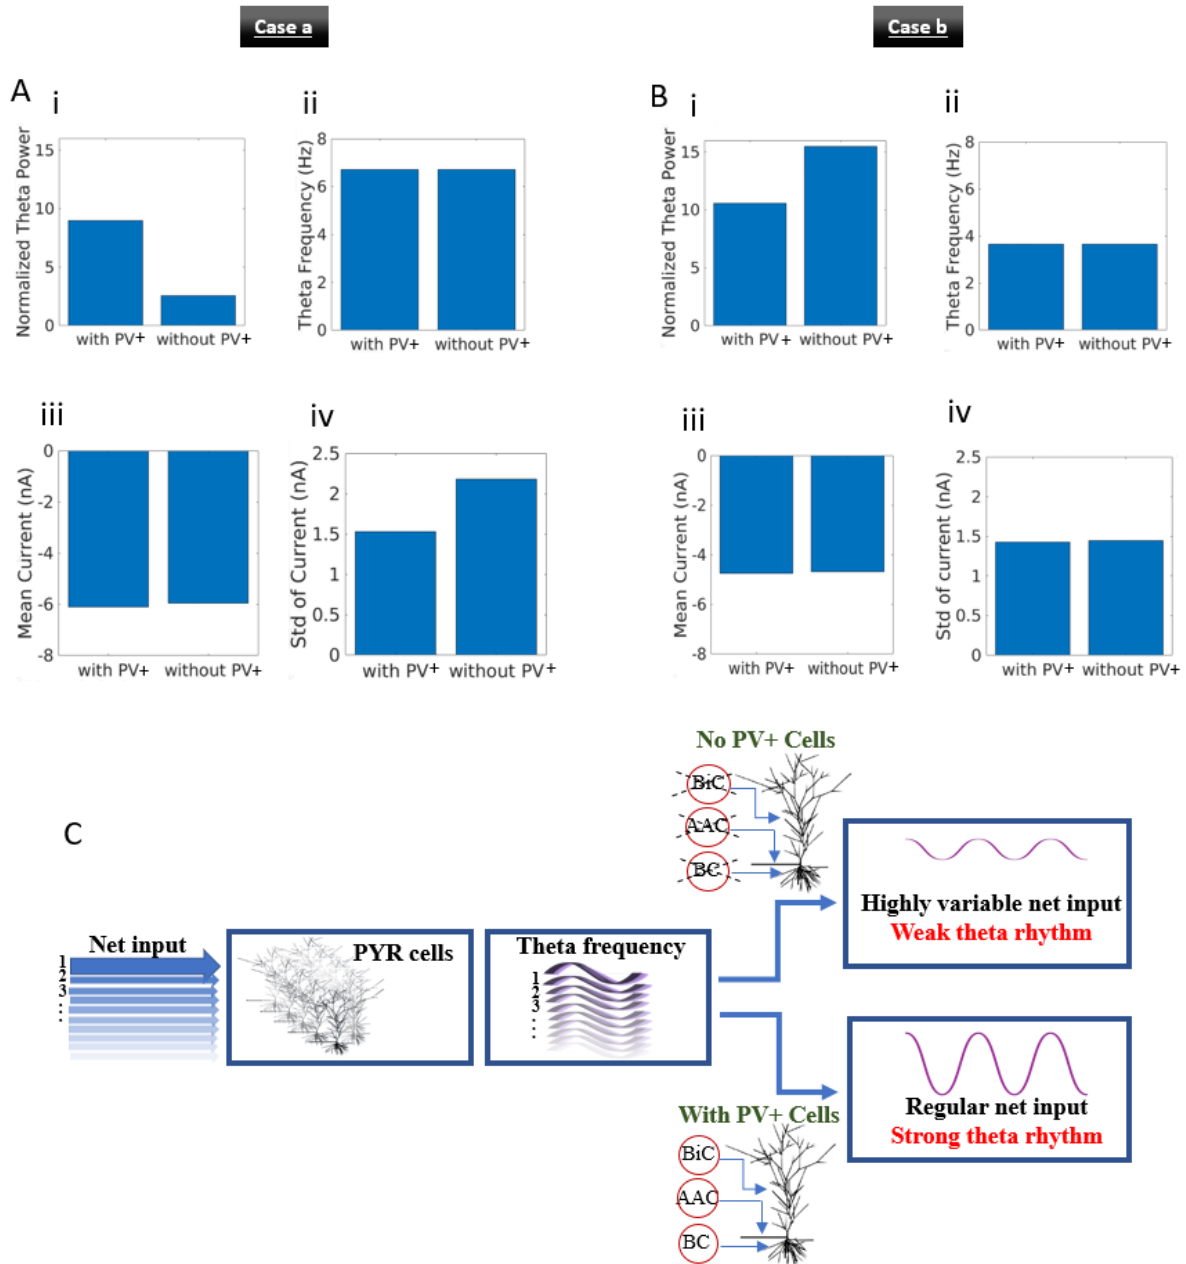 Case a
Case b
A
i
Normalized Theta Power
15
10
5
0
with PV+
without PV+
ii
Theta Frequency (Hz)
8
6
4
2
0
with PV+
without PV+
B
i
Normalized Theta Power
15
10
5
0
with PV+
without PV+
ii
Theta Frequency (Hz)
8
6
4
2
0
with PV+
without PV+
iii
Mean Current (nA)
0
-2
-4
-6
-8
with PV+
without PV+
iv
Std of Current (nA)
2.5
2
1.5
1
0.5
0
with PV+
without PV+
iii
Mean Current (nA)
0
-2
-4
-6
-8
with PV+
without PV+
iv
Std of current (nA)
2.5
2
1.5
1
0.5
0
with PV+
without PV+
C
Net input
1
2
3
PYR cells
Theta frequency
1
2
3
No PV+ Cells
BiC
AAC
BC
Highly variable net input
Weak theta rhythm
With PV+ Cells
BiC
AAC
BC
Regular net input
Strong theta rhythm